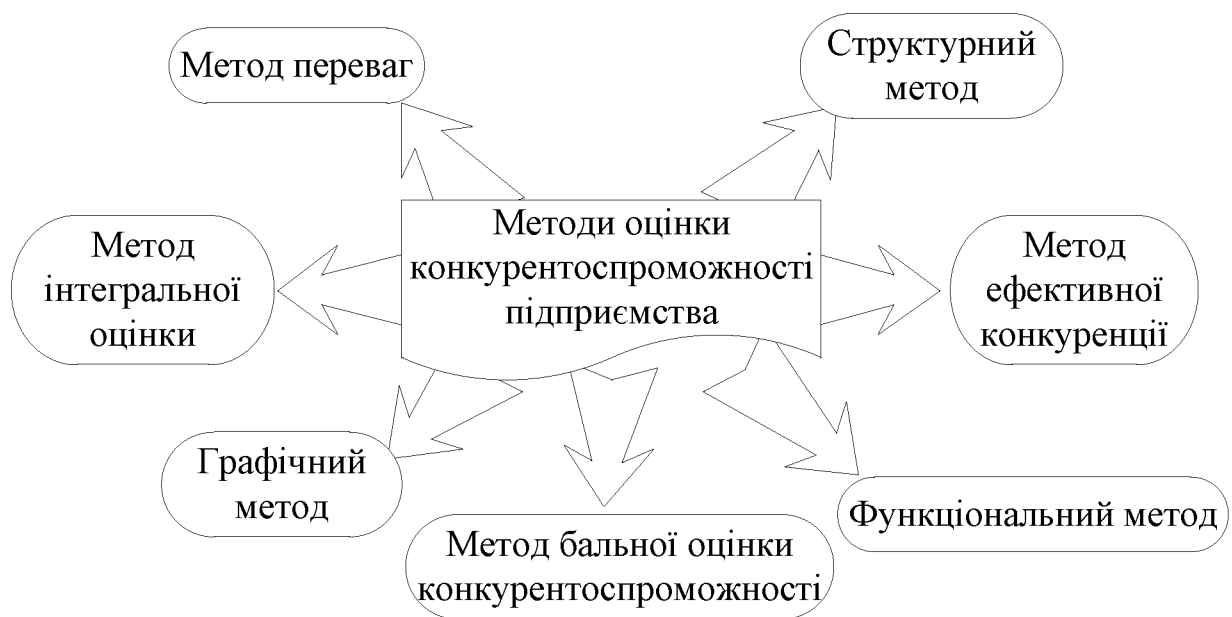 Метод переваг
Структурний
метод
Методи оцінки
конкурентоспроможності
підприємства
Метод
інтегральної
оцінки
Метод
ефективної
конкуренції
Графічний
метод
Метод бальної оцінки
конкурентоспроможності
Функціональний метод